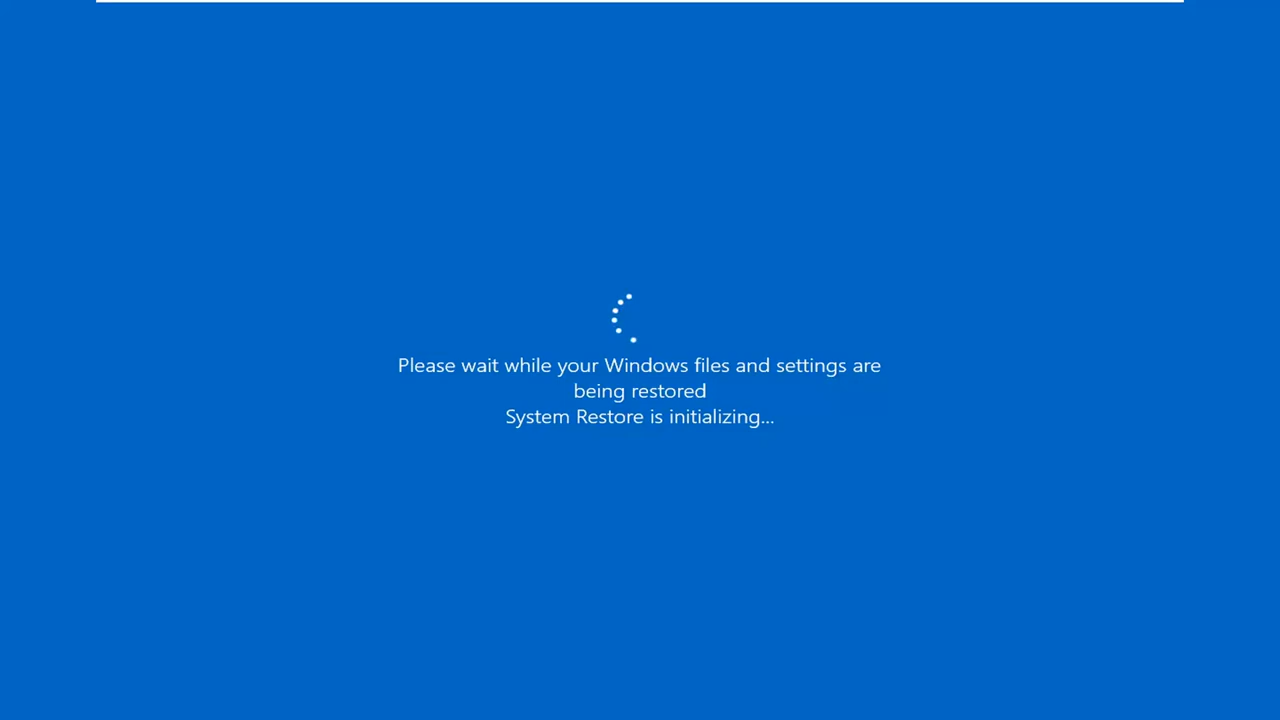 Please wait while your Windows files and settings are
being restored
System Restore is initializing...